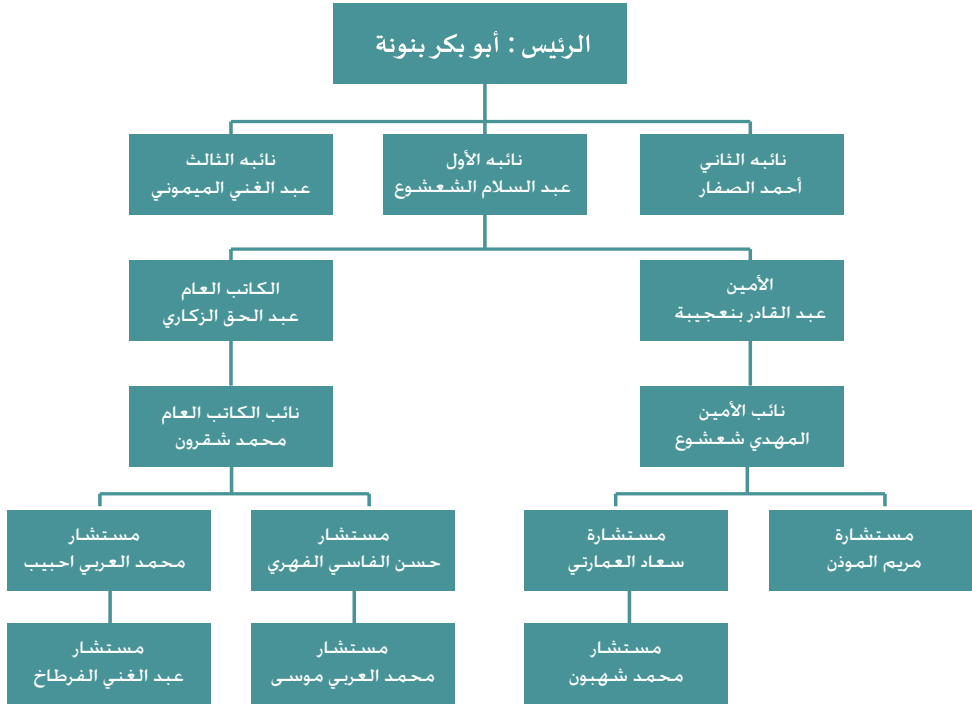 الرئيس : أبو بكر بنونة
نائبه الثاني
أحمد الصفار
نائبه الأول
عبد السلام الشعشوع
نائبه الثالث
عبد الغني الميموني
الأمين
عبد القادر بنعجيبة
الكاتب العام
عبد الحق الزكاري
نائب الأمين
المهدي شعشوع
نائب الكاتب العام
محمد شقرون
مستشارة
مريم الموذن
مستشارة
سعاد العمارتي
مستشار
حسن الفاسي الفهري
مستشار
محمد العربي احبيب
مستشار
محمد شهبون
مستشار
محمد العربي موسى
مستشار
عبد الغني الفرطاخ